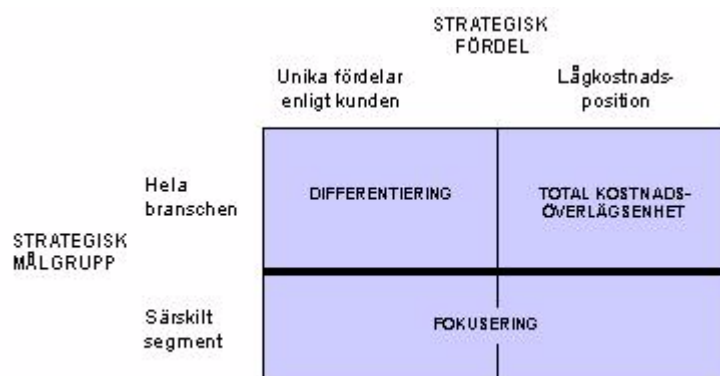 STRATEGISK
FÖRDEL
Unika fördelar
enligt kunden
Lågkostnads-
position
Hela
branschen
DIFFERENTIERING
TOTAL KOSTNADS-
ÖVERLÄGSENHET
STRATEGISK
MÅLGRUPP
Särskilt
segment
FOKUSERING